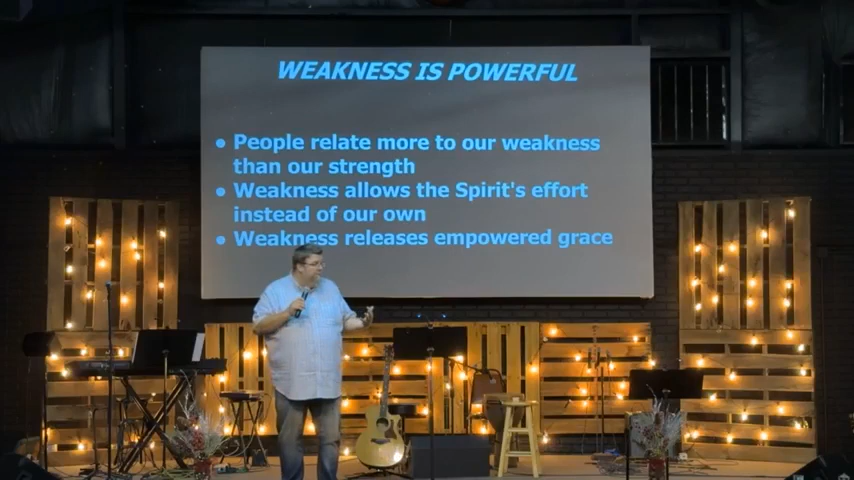 WEAKNESS IS POWERFUL
● People relate more to our weakness
than our strength
● Weakness allows the Spirit's effort
instead of our own
● Weakness releases empowered grace